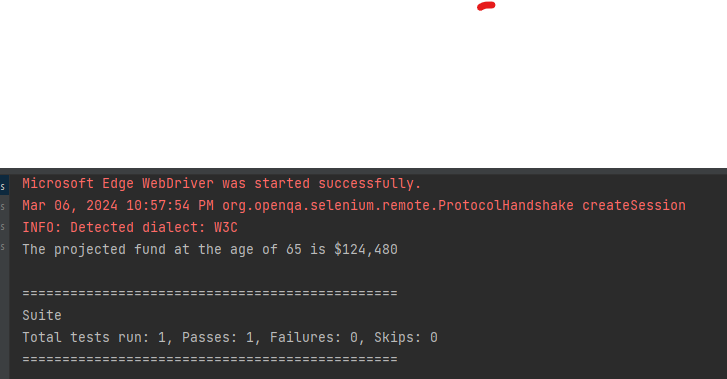 Microsoft Edge WebDriver was started successfully.
Mar 06, 2024 10:57:54 PM org.openqa.selenium.remote.ProtocolHandshake createSession
INFO: Detected dialect: W3C
The projected fund at the age of 65 is $124,480
===============================================
Suite
Total tests run: 1, Passes: 1, Failures: 0, Skips: 0
===============================================